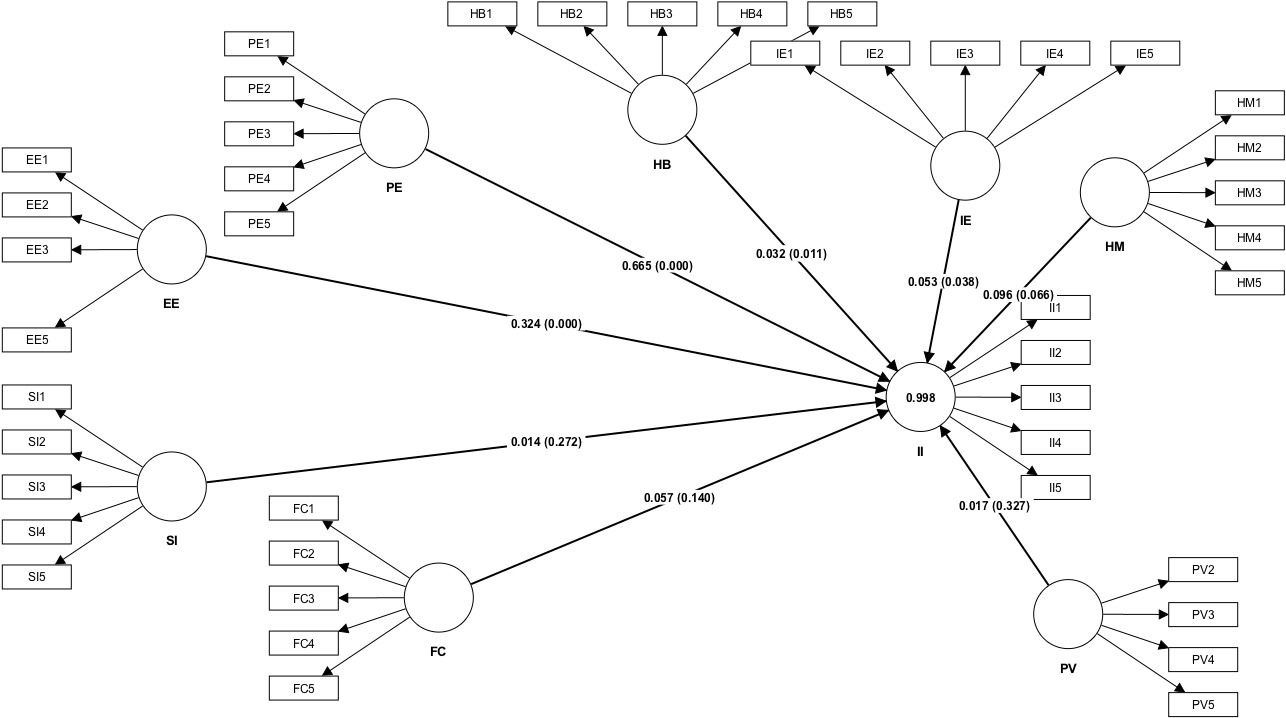 HB1
HB2
HB3
HB4
HB5
PE1
PE2
PE3
PE4
PE5
PE
HB
IE1
IE2
IE3
IE4
IE5
IE
HM1
HM2
HM3
HM4
HM5
HM
EE1
EE2
EE3
EE5
EE
0.665 (0.000)
0.032 (0.011)
0.053 (0.038)
0.096 (0.066)
0.324 (0.000)
II1
II2
II3
II4
II5
0.998
II
SI1
SI2
SI3
SI4
SI5
SI
0.014 (0.272)
0.057 (0.140)
0.017 (0.327)
FC1
FC2
FC3
FC4
FC5
FC
PV2
PV3
PV4
PV5
PV